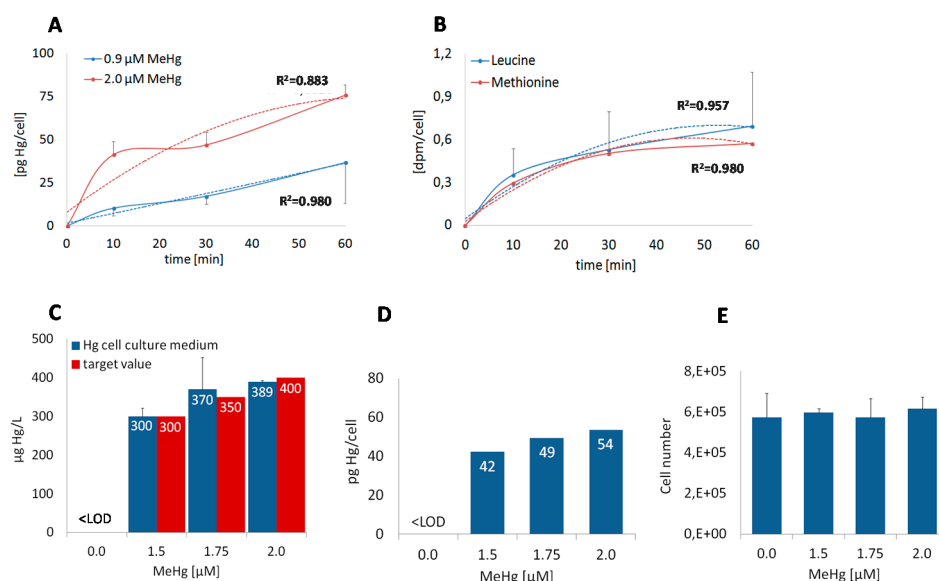 A
100
75
50
25
0
[pg Hg/cell]
0.9 µM MeHg
2.0 µM MeHg
R²=0.883
R²=0.980
0 10 20 30 40 50 60
time [min]
B
1,2
0,9
0,6
0,3
0
[dpm/cell]
Leucine
Methionine
R²=0.957
R²=0.980
0 10 20 30 40 50 60
time [min]
C
500
400
300
200
100
0
µg Hg/L
Hg cell culture medium
target value
<LOD
300 300
370 350
389 400
0.0 1.5 1.75 2.0
MeHg [µM]
D
80
60
40
20
0
pg Hg/cell
<LOD
42 49 54
0.0 1.5 1.75 2.0
MeHg [µM]
E
8,E+05
6,E+05
4,E+05
2,E+05
0,E+00
Cell number
0.0 1.5 1.75 2.0
MeHg [µM]